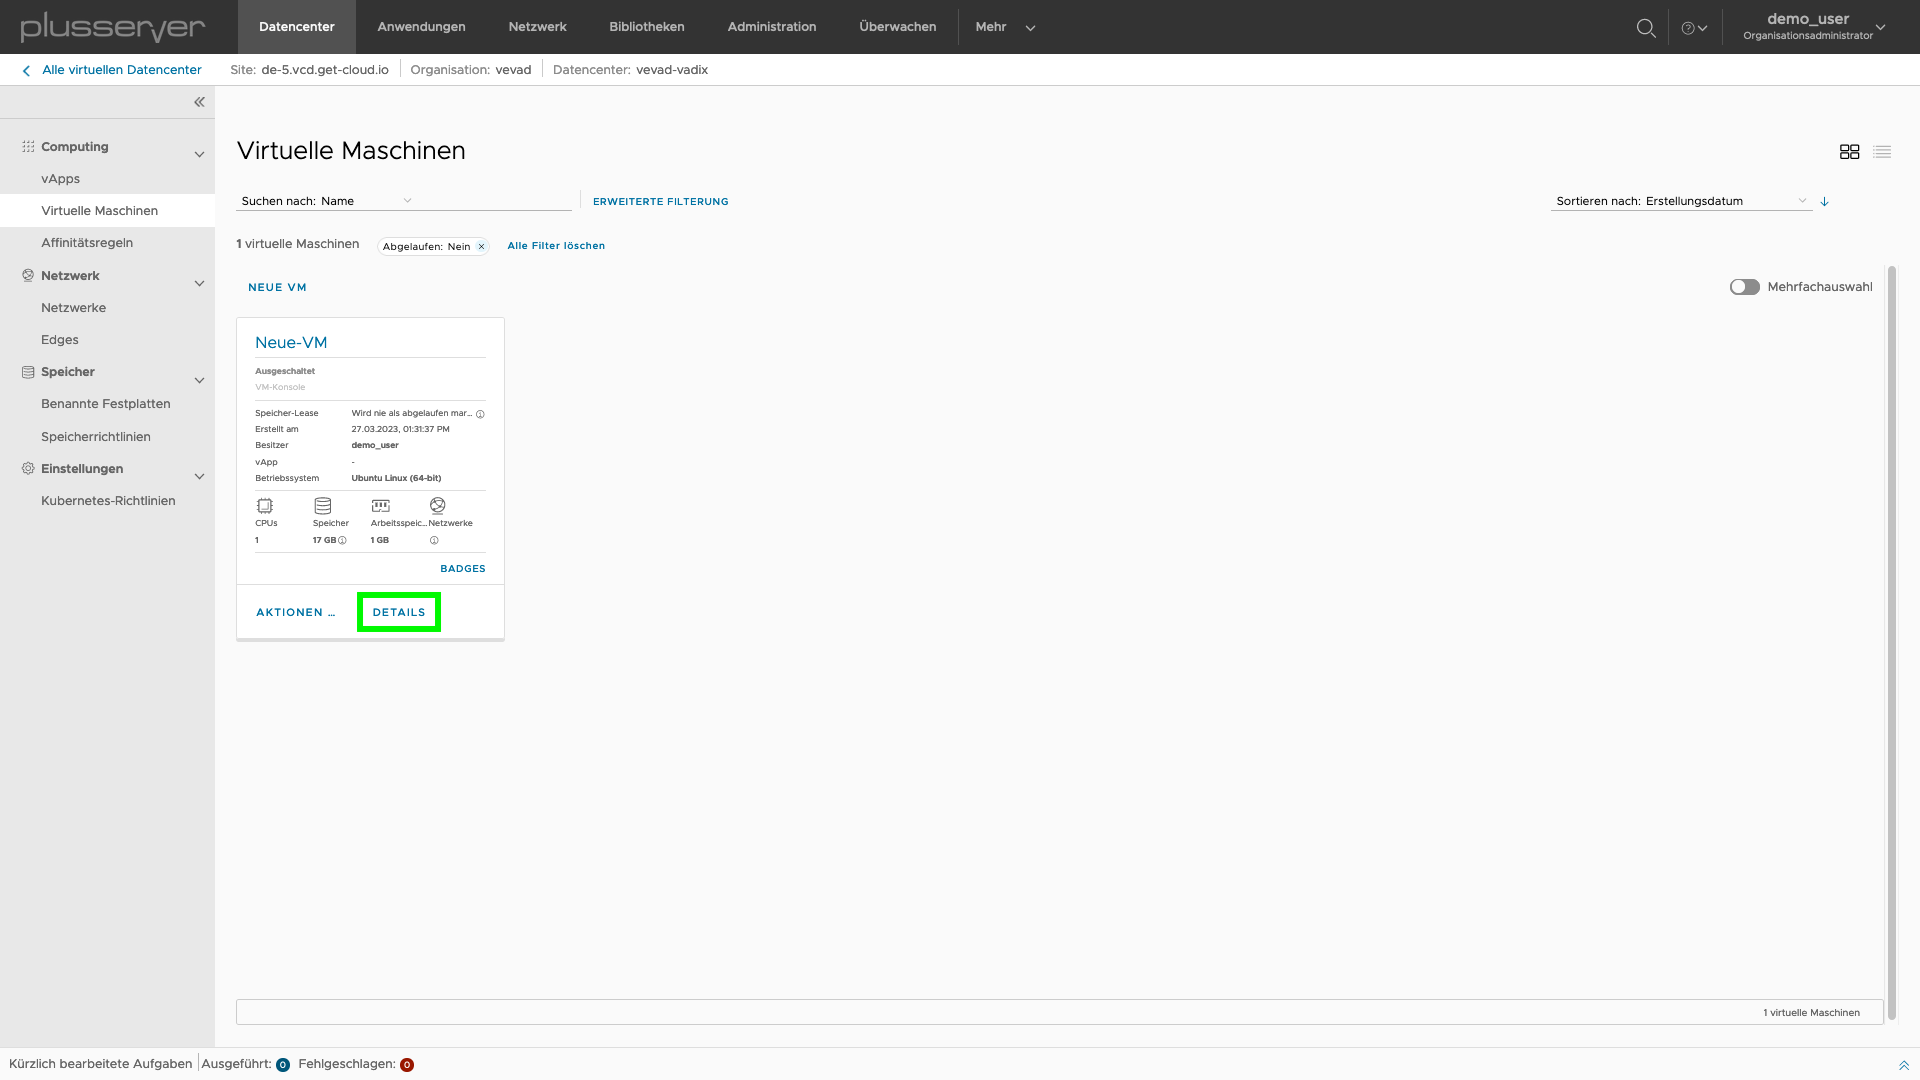 plusserver
Datencenter Anwendungen Netzwerk Bibliotheken Administration Überwachen Mehr
demo_user
Organisationsadministrator
Alle virtuellen Datencenter Site: de-5.vcd.get-cloud.io Organisation: vevad Datencenter: vevad-vadix
Computing
vApps
Virtuelle Maschinen
Affinitätsregeln
Netzwerk
Netzwerke
Edges
Speicher
Benannte Festplatten
Speicherrichtlinien
Einstellungen
Kubernetes-Richtlinien
Virtuelle Maschinen
Suchen nach: Name ERWEITERTE FILTERUNG Sortieren nach: Erstellungsdatum
1 virtuelle Maschinen Abgelaufen: Nein × Alle Filter löschen
NEUE VM Mehrfachauswahl
Neue-VM
Ausgeschaltet
VM-Konsole
Speicher-Lease Wird nie als abgelaufen mar...
Erstellt am 27.03.2023, 01:31:37 PM
Besitzer demo_user
vApp -
Betriebssystem Ubuntu Linux (64-bit)
CPUs Speicher Arbeitsspeic... Netzwerke
1 17 GB 1 GB
BADGES
AKTIONEN ... DETAILS
1 virtuelle Maschinen
Kürzlich bearbeitete Aufgaben Ausgeführt: 0 Fehlgeschlagen: 0